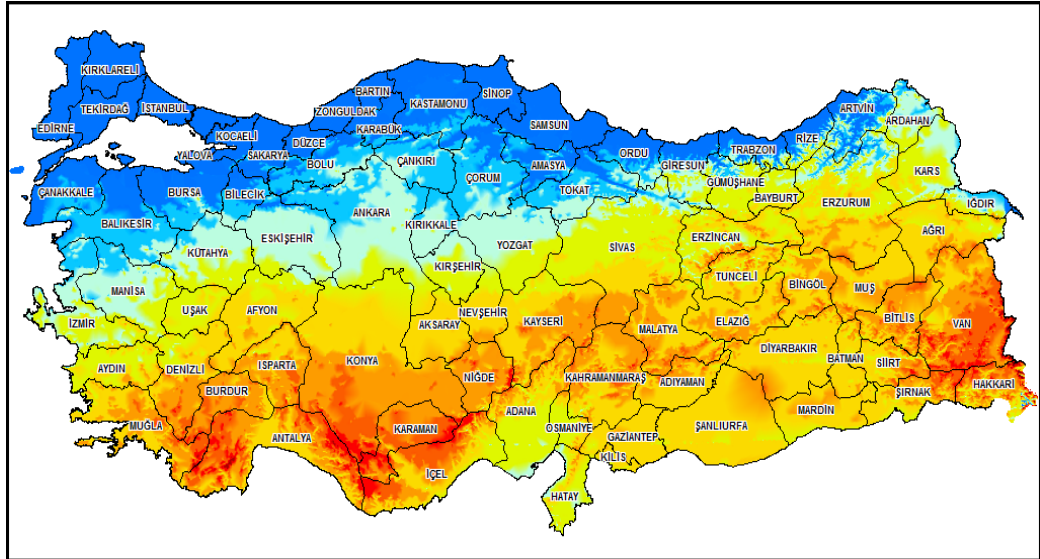 KIRKLARELİ
TEKİRDAĞ
İSTANBUL
EDİRNE
KOCAELİ
YALOVA
SAKARYA
DÜZCE
ZONGULDAK
BARTIN
KARABÜK
KASTAMONU
SİNOP
SAMSUN
BOLU
ÇANKIRI
ÇORUM
AMASYA
TOKAT
ORDU
GİRESUN
TRABZON
RİZE
ARTVİN
ARDAHAN
KARS
IĞDIR
GÜMÜŞHANE
BAYBURT
ERZURUM
AĞRI
ÇANAKKALE
BURSA
BİLECİK
BALIKESİR
KÜTAHYA
ESKİŞEHİR
ANKARA
KIRIKKALE
YOZGAT
KIRŞEHİR
SİVAS
ERZİNCAN
TUNCELİ
BİNGÖL
MUŞ
BİTLİS
VAN
MANİSA
İZMİR
UŞAK
AFYON
AKSARAY
NEVŞEHİR
KAYSERİ
MALATYA
ELAZIĞ
DİYARBAKIR
BATMAN
SİİRT
ŞIRNAK
HAKKARİ
AYDIN
DENİZLİ
ISPARTA
BURDUR
KONYA
NİĞDE
KAHRAMANMARAŞ
ADIYAMAN
MARDİN
ŞANLIURFA
MUĞLA
ANTALYA
KARAMAN
İÇEL
ADANA
OSMANİYE
GAZİANTEP
KİLİS
HATAY